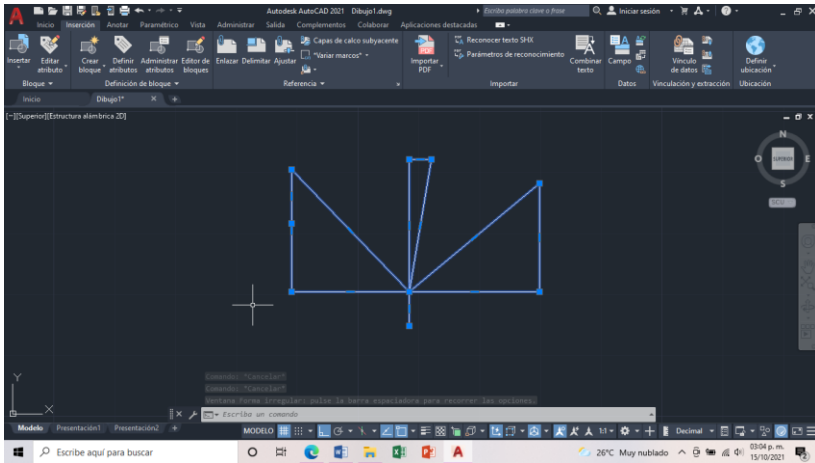 Autodesk AutoCAD 2021 Dibujo1.dwg
Escriba palabra clave o frase
Iniciar sesión
Inicio Inserción Anotar Paramétrico Vista Administrar Salida Complementos Colaborar Aplicaciones destacadas
Insertar
Editar atributo
Crear bloque
Definir atributos
Administrar atributos
Editor de bloques
Enlazar Delimitar Ajustar
Capas de calco subyacente
*Variar marcos*
Importar PDF
Reconocer texto SHX
Parámetros de reconocimiento
Combinar texto
Campo
Vínculo de datos
Definir ubicación
Bloque Definición de bloque Referencia Importar Datos Vinculación y extracción Ubicación
Inicio Dibujo1* X +
[–][Superior][Estructura alámbrica 2D]
N
O SUPERIOR E
S
SCU
Y
X
Comando: *Cancelar*
Comando: *Cancelar*
Ventana forma irregular: pulse la barra espaciadora para recorrer las opciones.
Escriba un comando
Modelo Presentación1 Presentación2 +
MODELO
1:1
Decimal
Escribe aquí para buscar
26°C Muy nublado
03:04 p. m.
15/10/2021